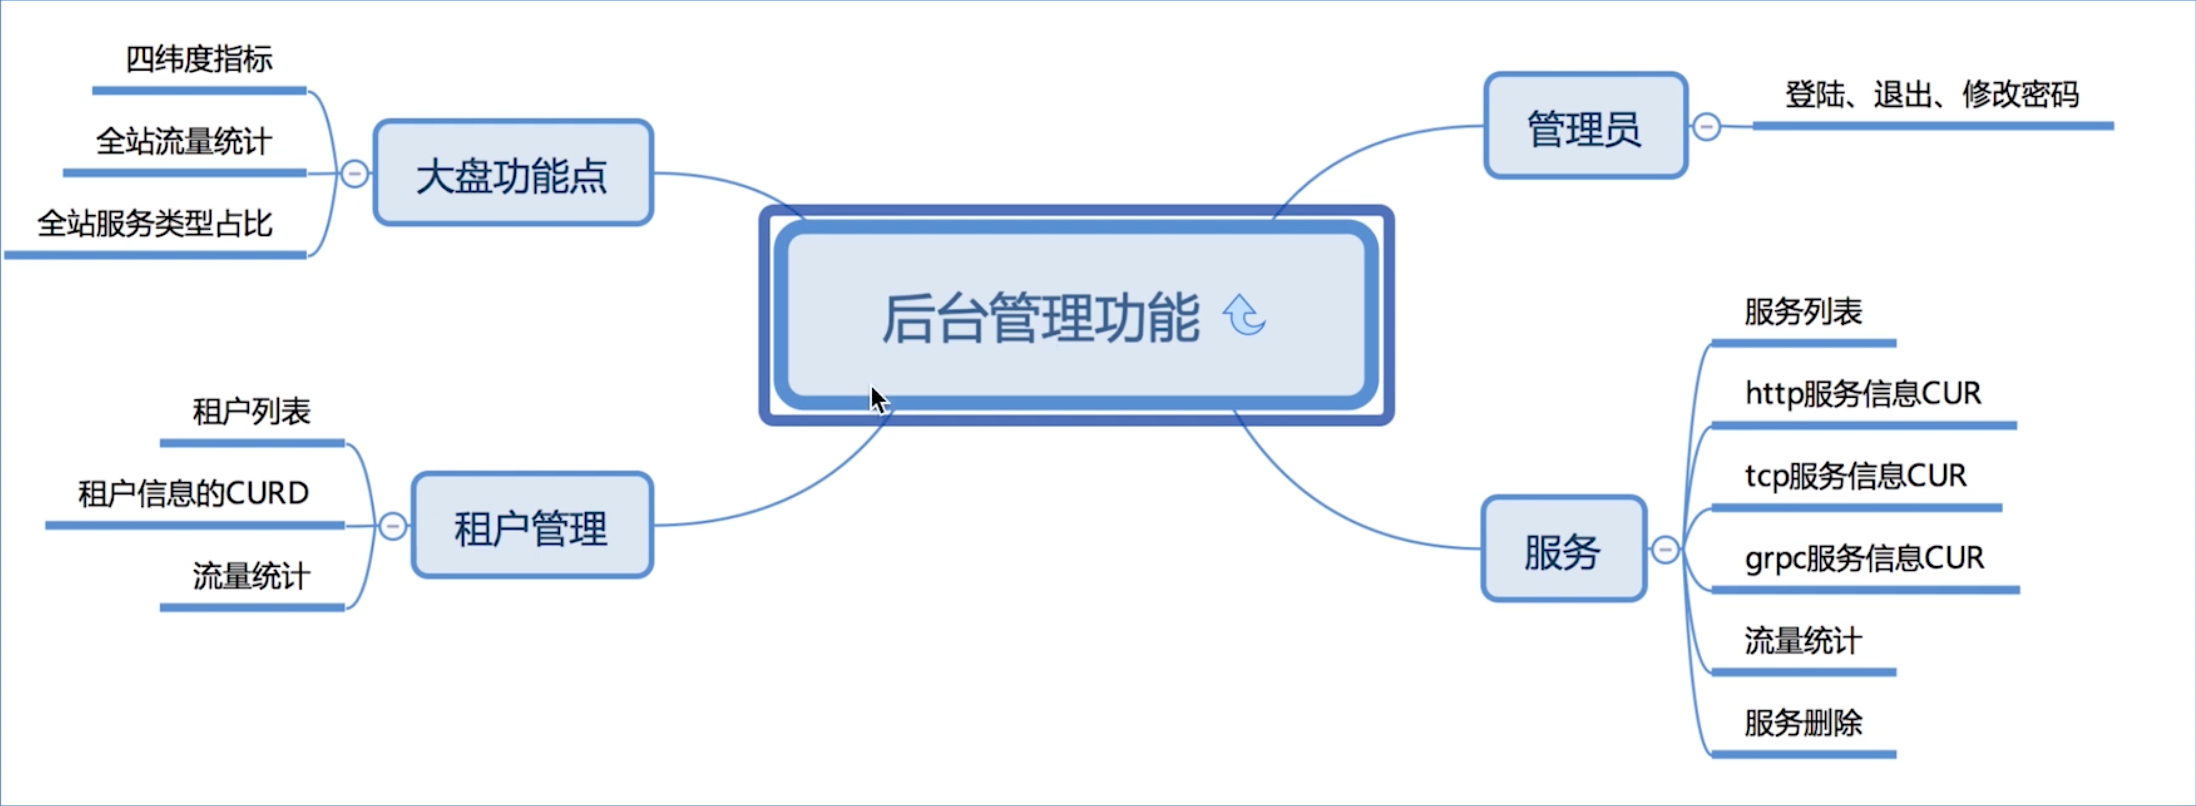 后台管理功能
管理员
登陆、退出、修改密码
服务
服务列表
http服务信息CUR
tcp服务信息CUR
grpc服务信息CUR
流量统计
服务删除
大盘功能点
四纬度指标
全站流量统计
全站服务类型占比
租户管理
租户列表
租户信息的CURD
流量统计